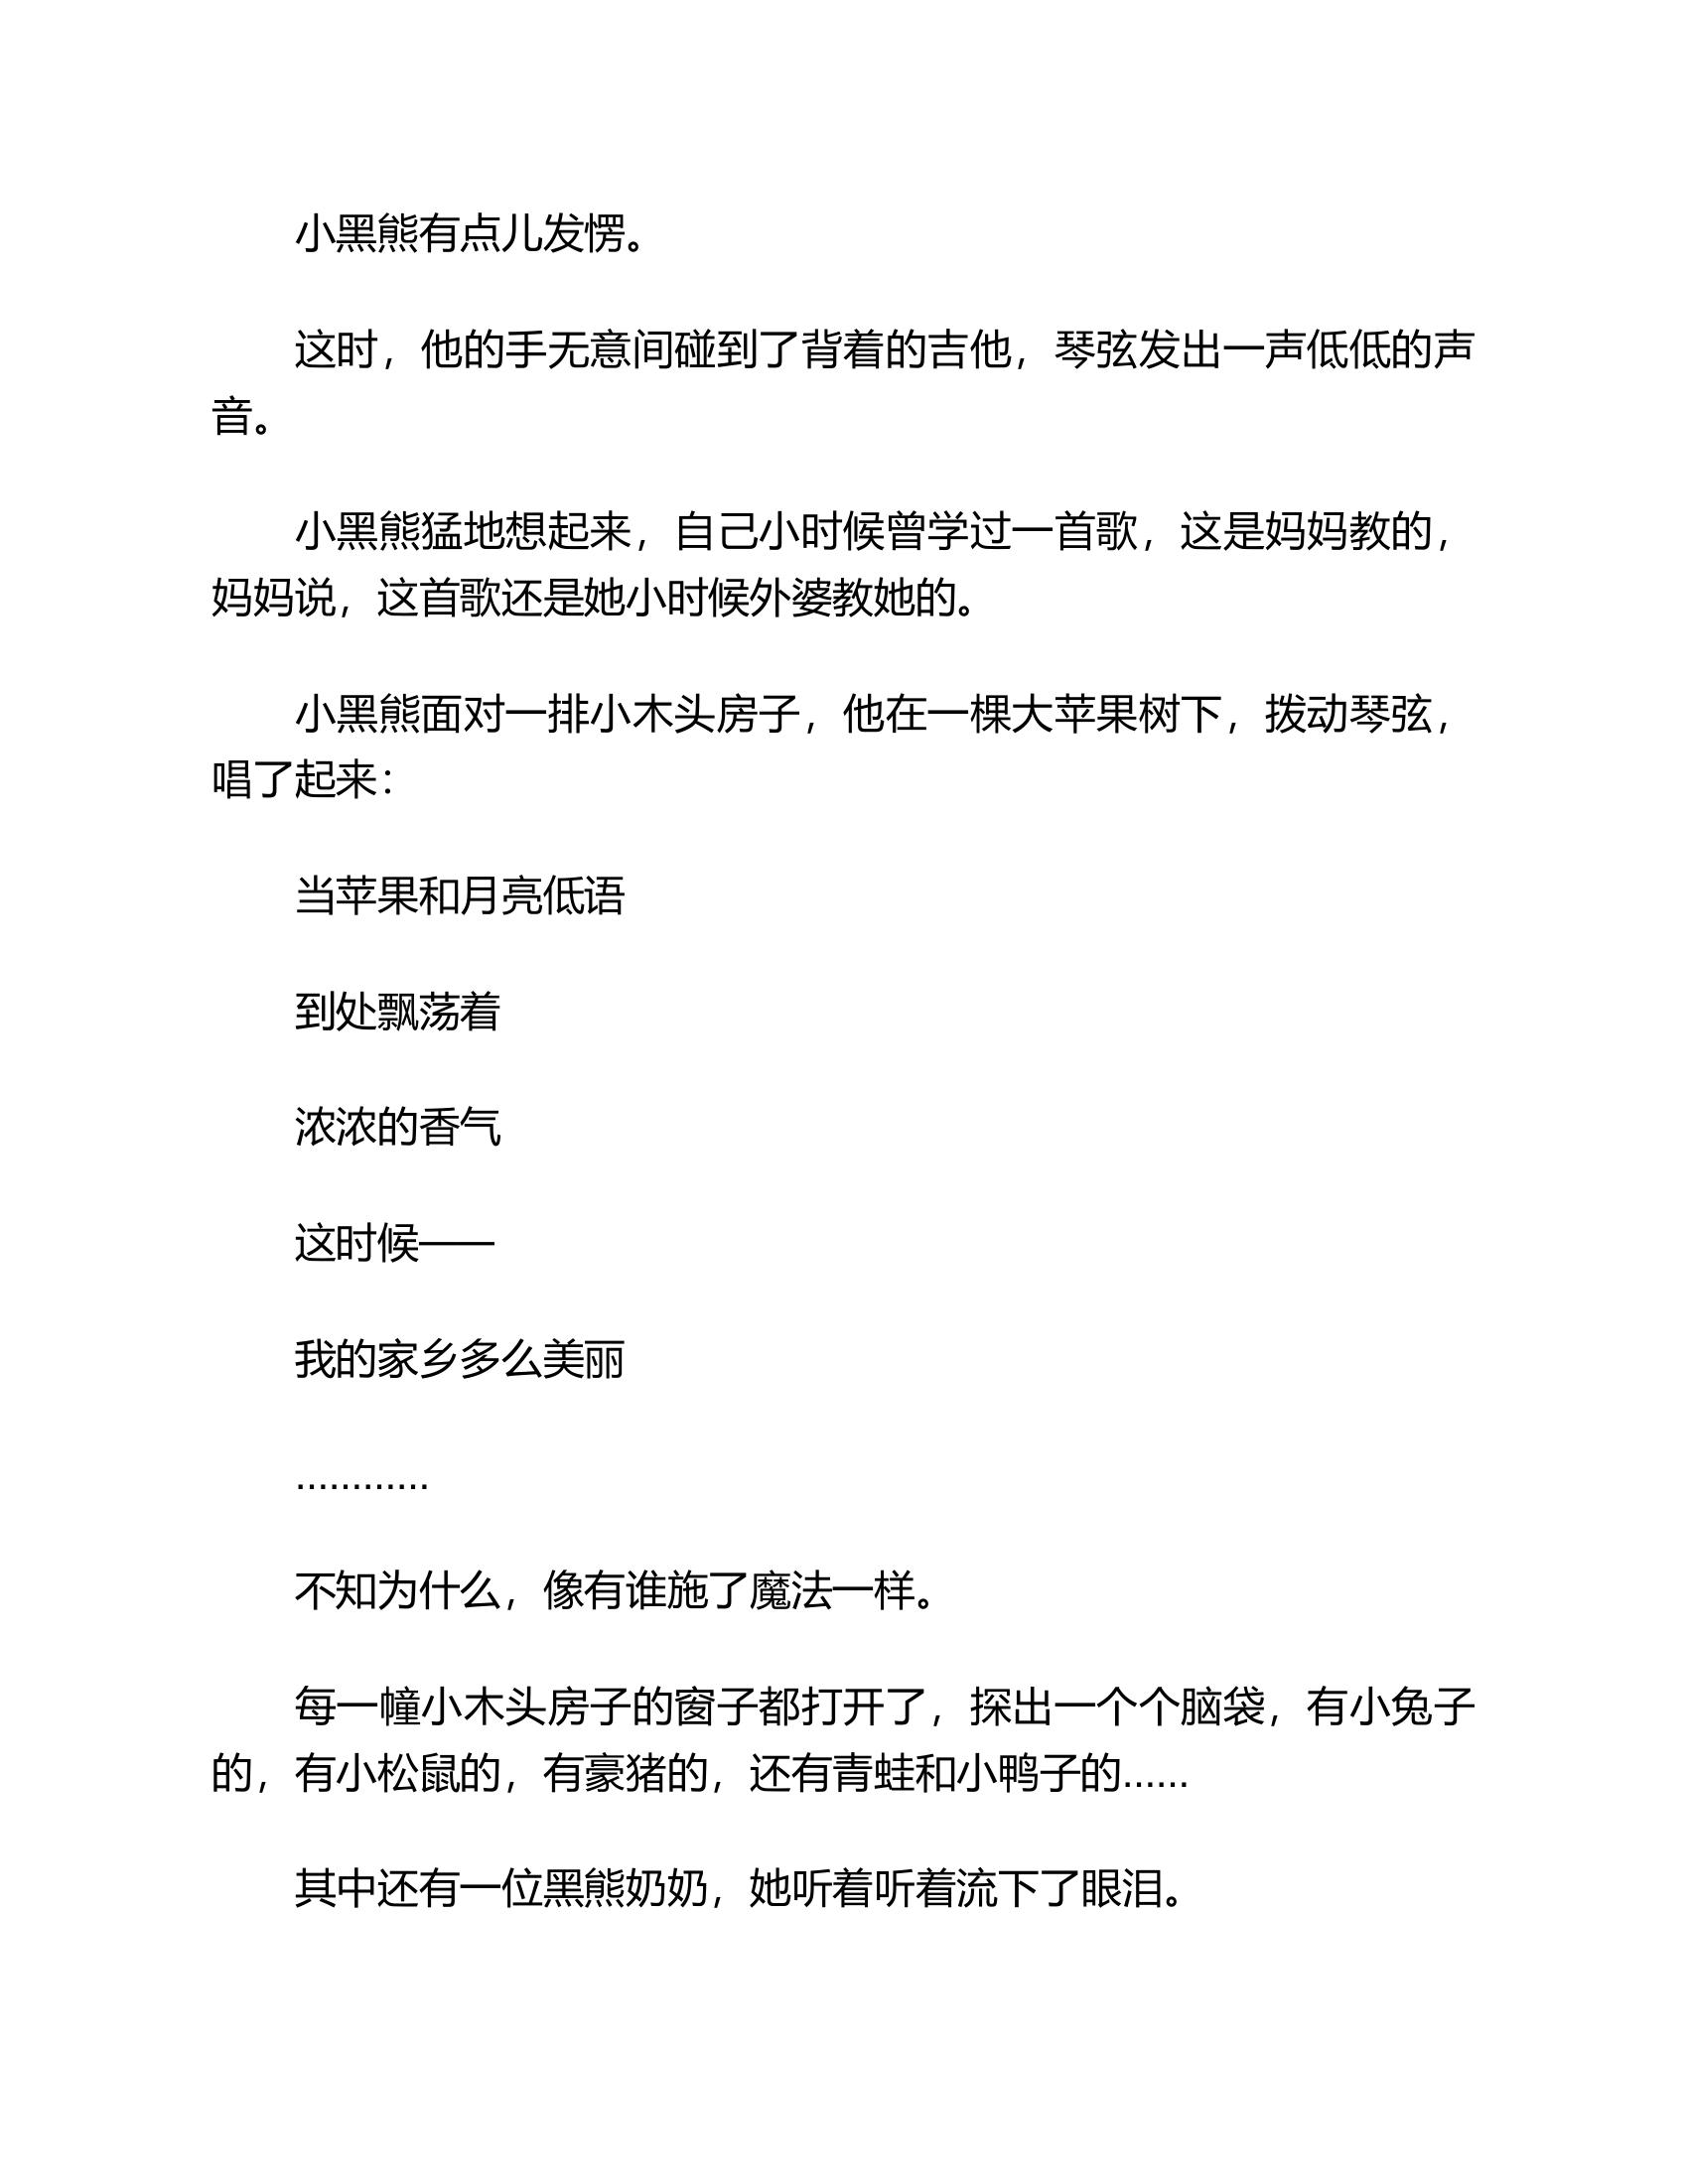 小黑熊有点儿发愣。
这时，他的手无意间碰到了背着的吉他，琴弦发出一声低低的声
音。
小黑熊猛地想起来，自己小时候曾学过一首歌，这是妈妈教的，
妈妈说，这首歌还是她小时候外婆教她的。
小黑熊面对一排小木头房子，他在一棵大苹果树下，拨动琴弦，
唱了起来：
当苹果和月亮低语
到处飘荡着
浓浓的香气
这时候——
我的家乡多么美丽
…………
不知为什么，像有谁施了魔法一样。
每一幢小木头房子的窗子都打开了，探出一个个脑袋，有小兔子
的，有小松鼠的，有豪猪的，还有青蛙和小鸭子的……
其中还有一位黑熊奶奶，她听着听着流下了眼泪。